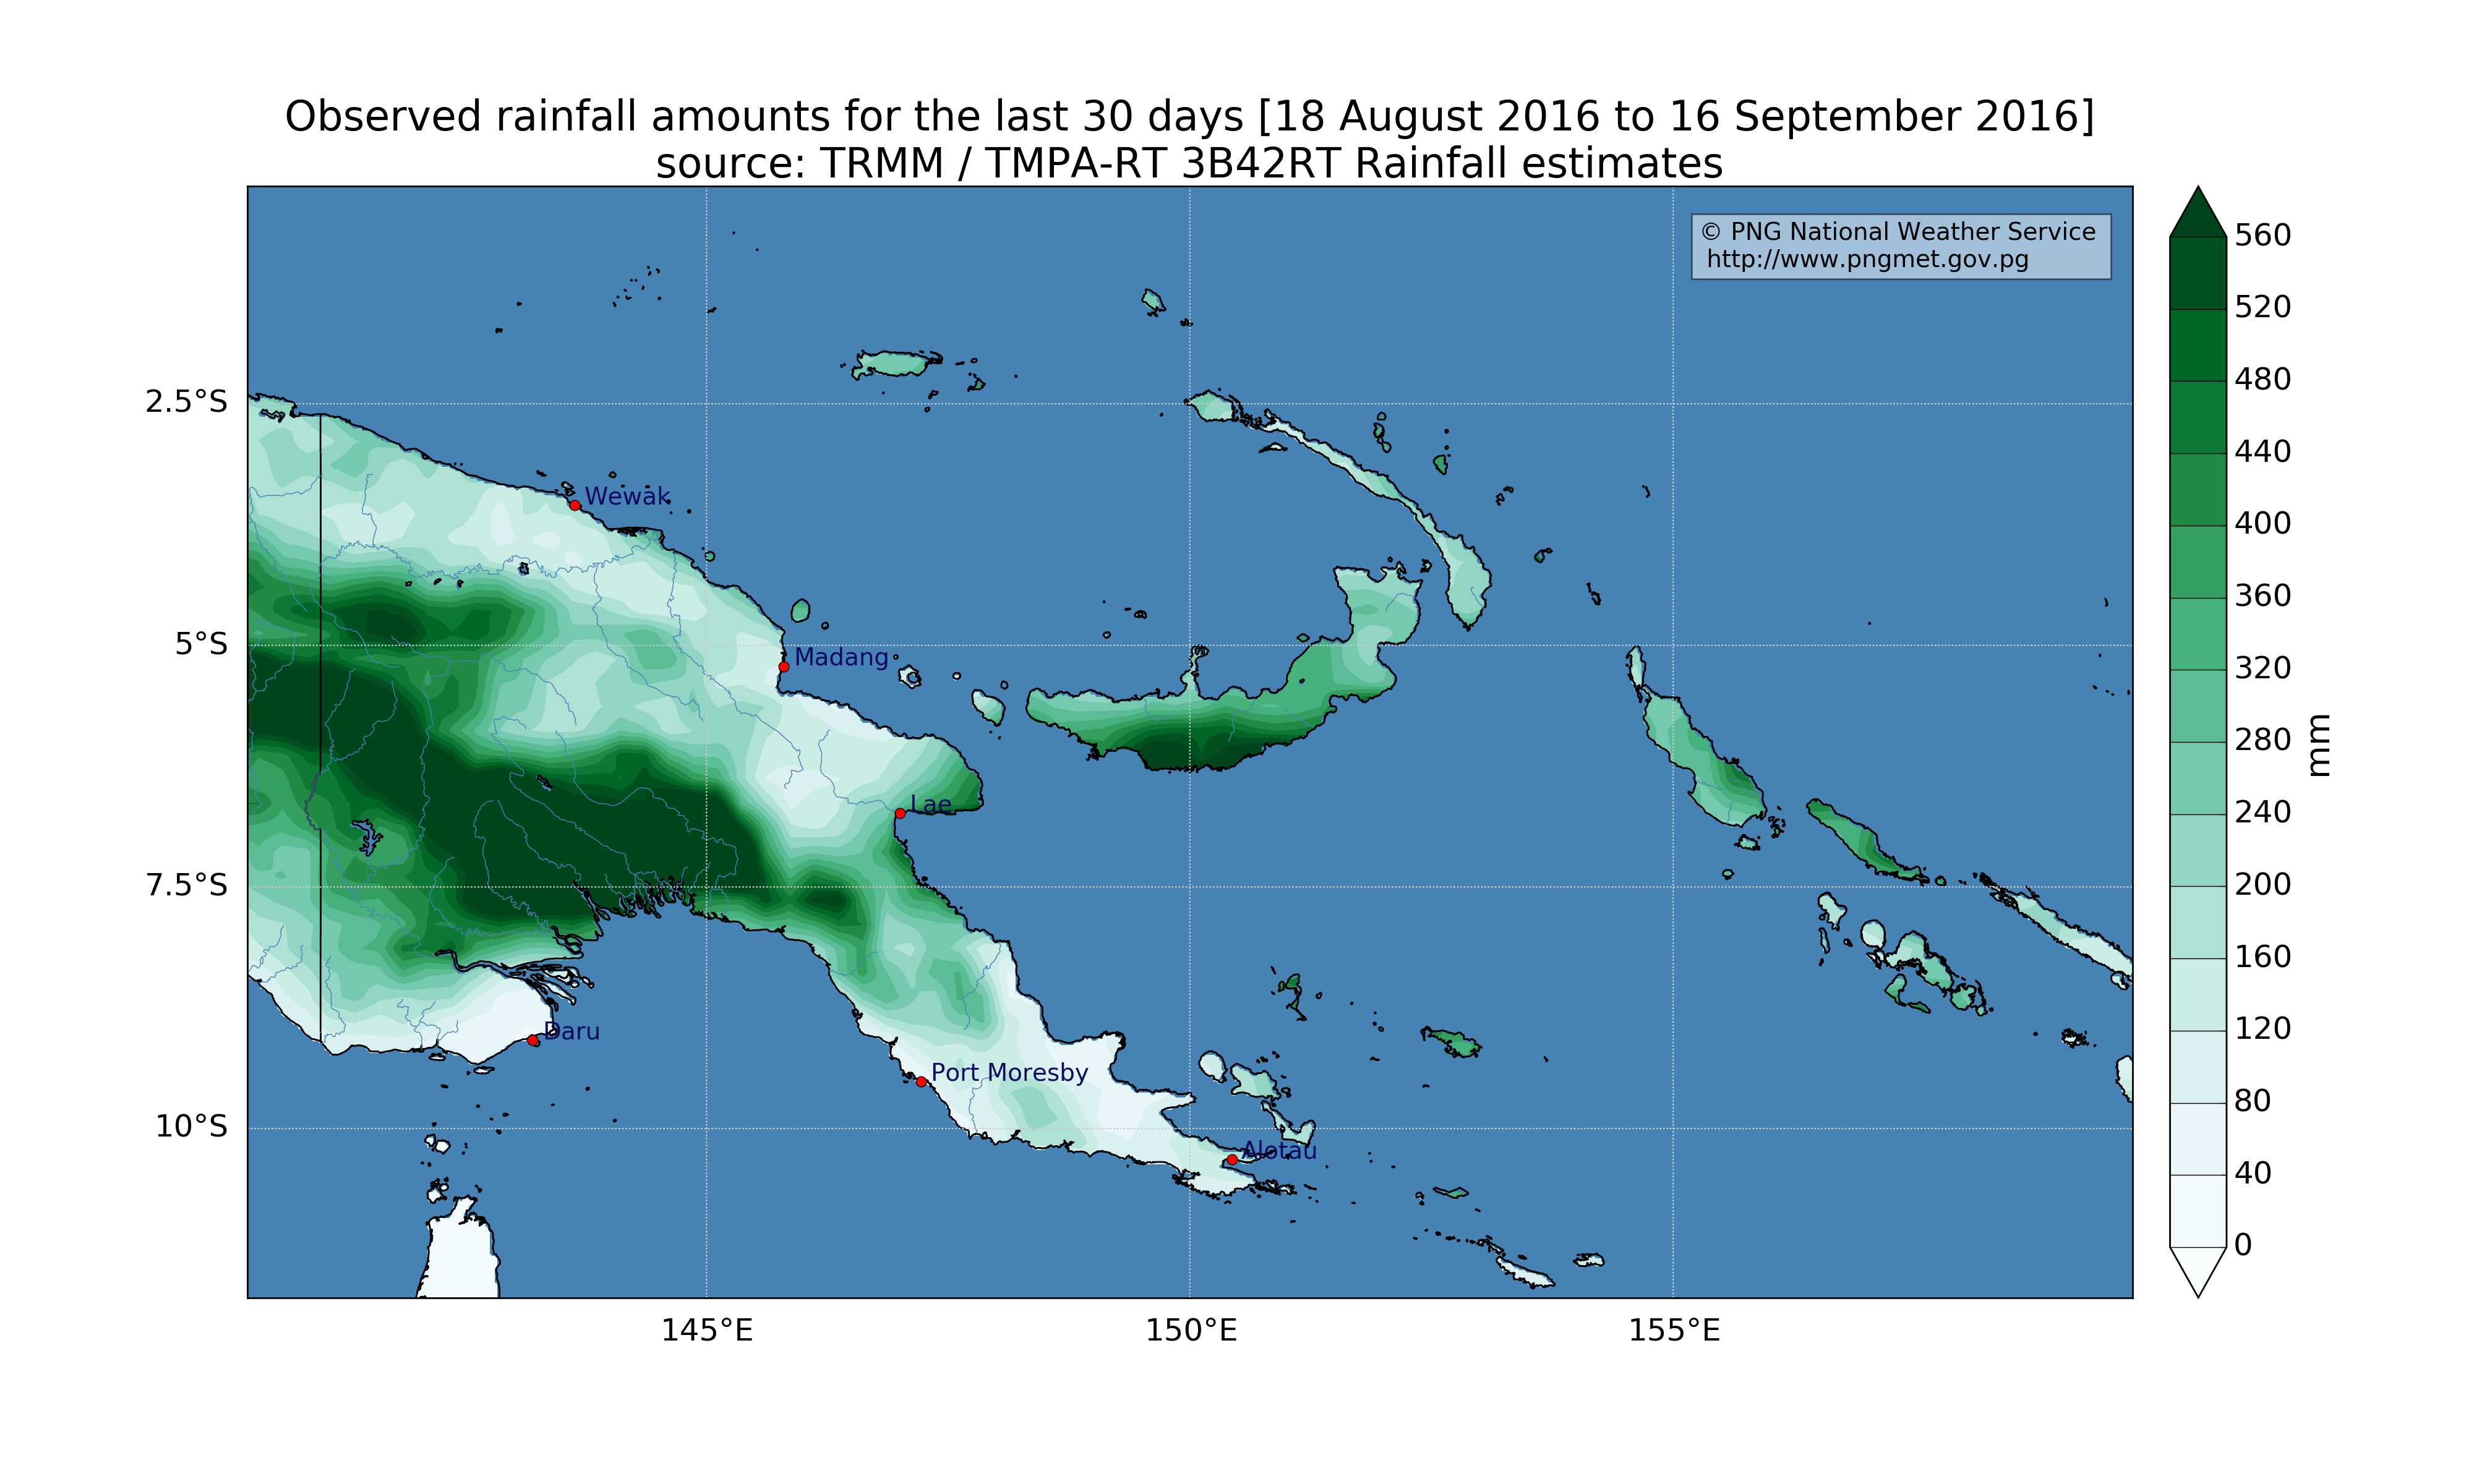 Observed rainfall amounts for the last 30 days [18 August 2016 to 16 September 2016]
source: TRMM / TMPA-RT 3B42RT Rainfall estimates
© PNG National Weather Service
http://www.pngmet.gov.pg
2.5°S
5°S
7.5°S
10°S
Wewak
Madang
Lae
Daru
Port Moresby
Alotau
145°E
150°E
155°E
560
520
480
440
400
360
320
280
240
200
160
120
80
40
0
mm